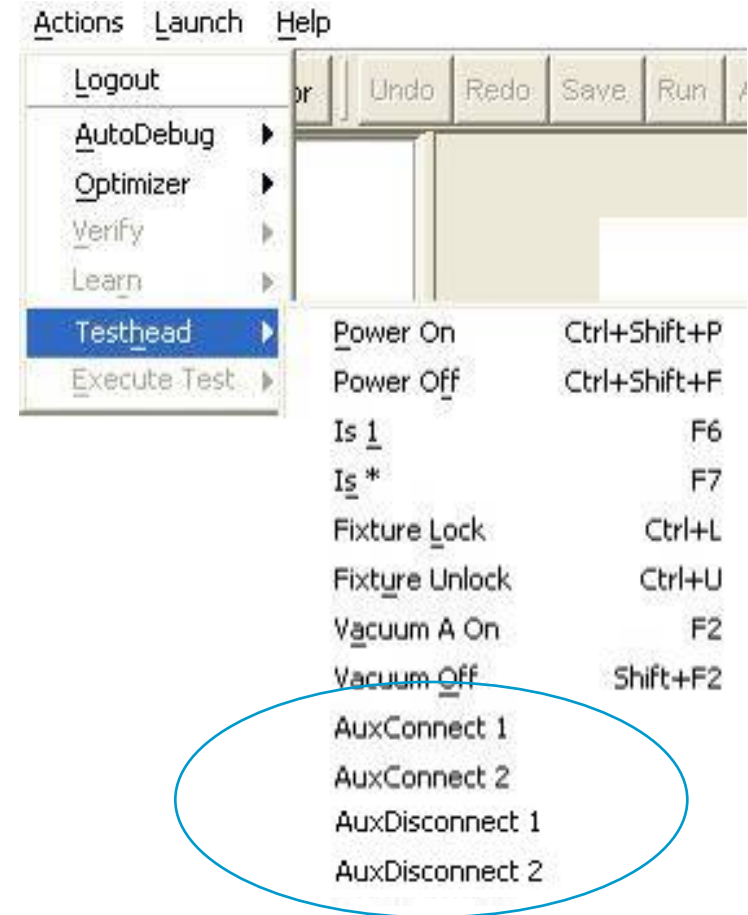 Actions Launch Help
Logout or Undo Redo Save Run
AutoDebug
Optimizer
Verify
Learn
Testhead
Execute Test
Power On Ctrl+Shift+P
Power Off Ctrl+Shift+F
Is 1 F6
Is * F7
Fixture Lock Ctrl+L
Fixture Unlock Ctrl+U
Vacuum A On F2
Vacuum Off Shift+F2
AuxConnect 1
AuxConnect 2
AuxDisconnect 1
AuxDisconnect 2